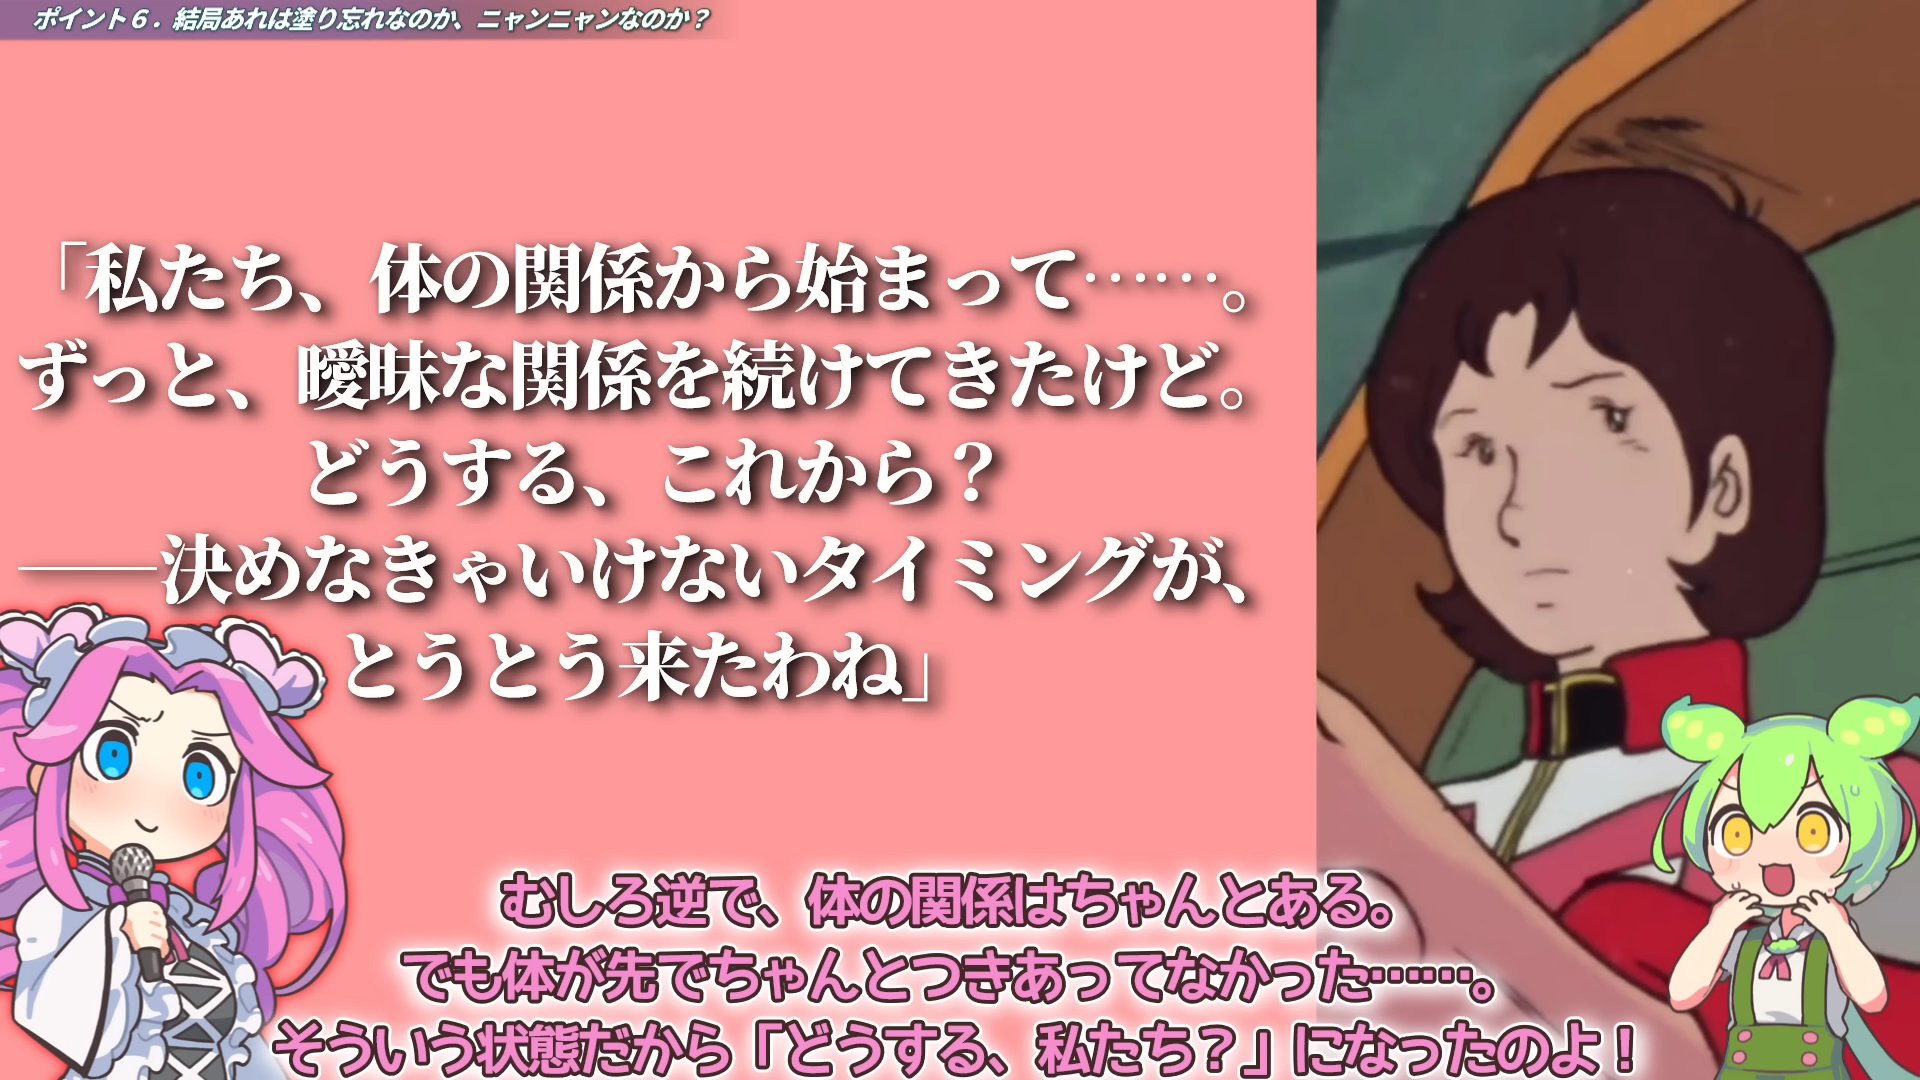 ポイント６．結局あれは塗り忘れなのか、ニャンニャンなのか？
「私たち、体の関係から始まって……。
ずっと、曖昧な関係を続けてきたけど。
どうする、これから？
――決めなきゃいけないタイミングが、
とうとう来たわね」
むしろ逆で、体の関係はちゃんとある。
でも体が先でちゃんとつきあってなかった……。
そういう状態だから「どうする、私たち？」になったのよ！